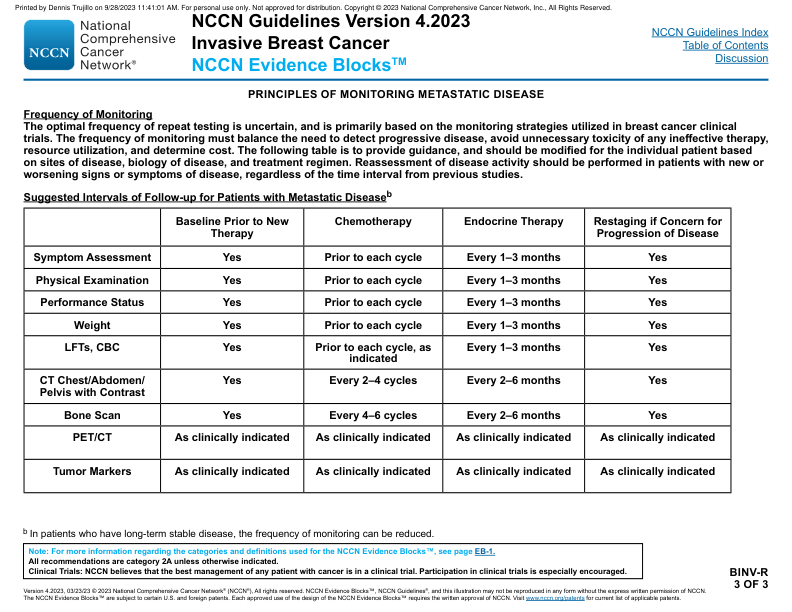 Printed by Dennis Trujillo on 9/28/2023 11:41:01 AM. For personal use only. Not approved for distribution. Copyright © 2023 National Comprehensive Cancer Network, Inc., All Rights Reserved.
NCCN
National
Comprehensive
Cancer
Network®
NCCN Guidelines Version 4.2023
Invasive Breast Cancer
NCCN Evidence Blocks™
NCCN Guidelines Index
Table of Contents
Discussion
PRINCIPLES OF MONITORING METASTATIC DISEASE
Frequency of Monitoring
The optimal frequency of repeat testing is uncertain, and is primarily based on the monitoring strategies utilized in breast cancer clinical
trials. The frequency of monitoring must balance the need to detect progressive disease, avoid unnecessary toxicity of any ineffective therapy,
resource utilization, and determine cost. The following table is to provide guidance, and should be modified for the individual patient based
on sites of disease, biology of disease, and treatment regimen. Reassessment of disease activity should be performed in patients with new or
worsening signs or symptoms of disease, regardless of the time interval from previous studies.
Suggested Intervals of Follow-up for Patients with Metastatic Diseaseᵇ
Baseline Prior to New
Therapy
Chemotherapy
Endocrine Therapy
Restaging if Concern for
Progression of Disease
Symptom Assessment
Yes
Prior to each cycle
Every 1–3 months
Yes
Physical Examination
Yes
Prior to each cycle
Every 1–3 months
Yes
Performance Status
Yes
Prior to each cycle
Every 1–3 months
Yes
Weight
Yes
Prior to each cycle
Every 1–3 months
Yes
LFTs, CBC
Yes
Prior to each cycle, as
indicated
Every 1–3 months
Yes
CT Chest/Abdomen/
Pelvis with Contrast
Yes
Every 2–4 cycles
Every 2–6 months
Yes
Bone Scan
Yes
Every 4–6 cycles
Every 2–6 months
Yes
PET/CT
As clinically indicated
As clinically indicated
As clinically indicated
As clinically indicated
Tumor Markers
As clinically indicated
As clinically indicated
As clinically indicated
As clinically indicated
ᵇ In patients who have long-term stable disease, the frequency of monitoring can be reduced.
Note: For more information regarding the categories and definitions used for the NCCN Evidence Blocks™, see page EB-1.
All recommendations are category 2A unless otherwise indicated.
Clinical Trials: NCCN believes that the best management of any patient with cancer is in a clinical trial. Participation in clinical trials is especially encouraged.
BINV-R
3 OF 3
Version 4.2023, 03/23/23 © 2023 National Comprehensive Cancer Network® (NCCN®), All rights reserved. NCCN Evidence Blocks™, NCCN Guidelines®, and this illustration may not be reproduced in any form without the express written permission of NCCN.
The NCCN Evidence Blocks™ are subject to certain U.S. and foreign patents. Each approved use of the design of the NCCN Evidence Blocks™ requires the written approval of NCCN. Visit www.nccn.org/patents for current list of applicable patents.